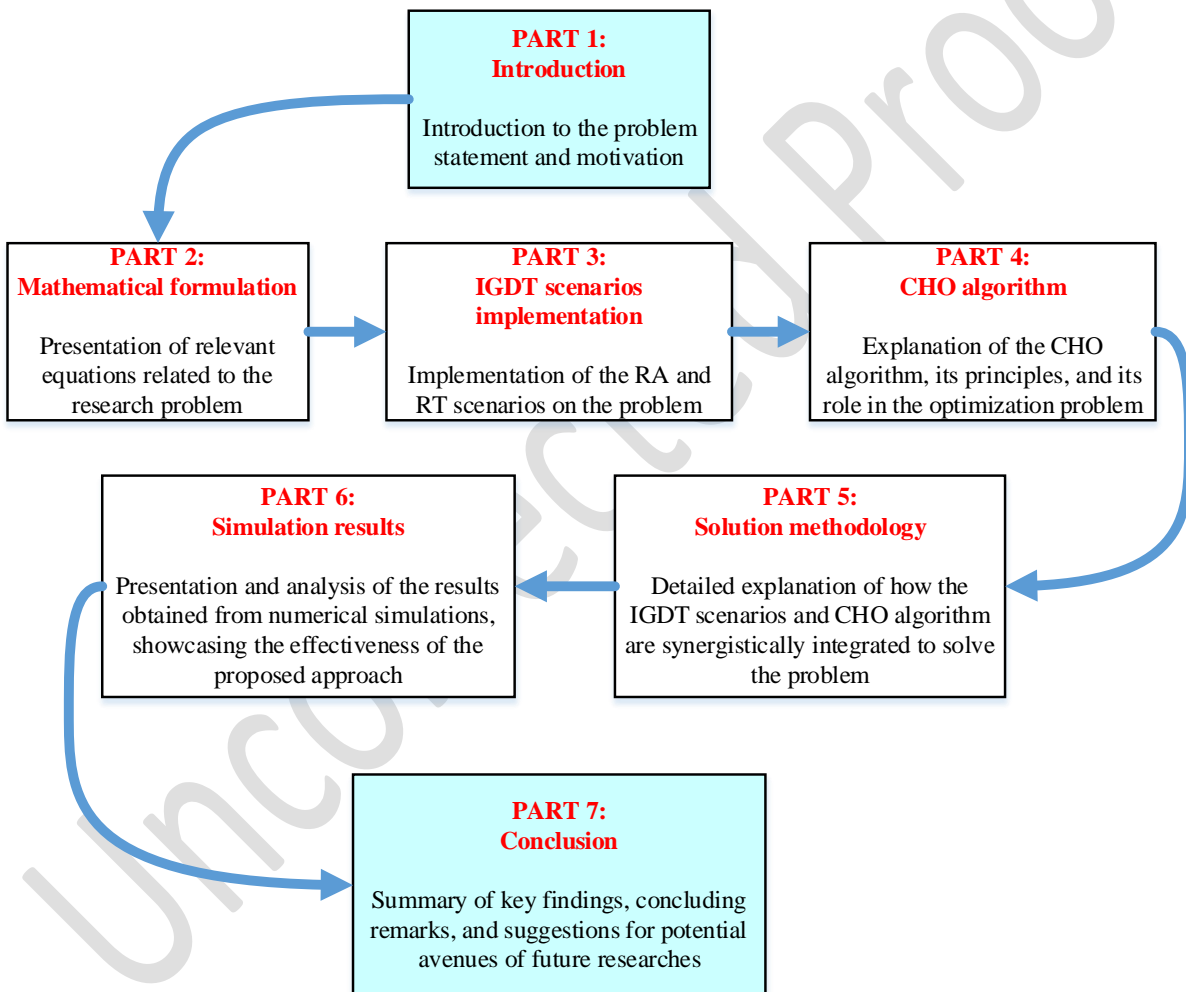 PART 1:
Introduction
Introduction to the problem
statement and motivation
PART 2:
Mathematical formulation
Presentation of relevant
equations related to the
research problem
PART 3:
IGDT scenarios
implementation
Implementation of the RA and
RT scenarios on the problem
PART 4:
CHO algorithm
Explanation of the CHO
algorithm, its principles, and its
role in the optimization problem
PART 5:
Solution methodology
Detailed explanation of how the
IGDT scenarios and CHO algorithm
are synergistically integrated to solve
the problem
PART 6:
Simulation results
Presentation and analysis of the results
obtained from numerical simulations,
showcasing the effectiveness of the
proposed approach
PART 7:
Conclusion
Summary of key findings, concluding
remarks, and suggestions for potential
avenues of future researches